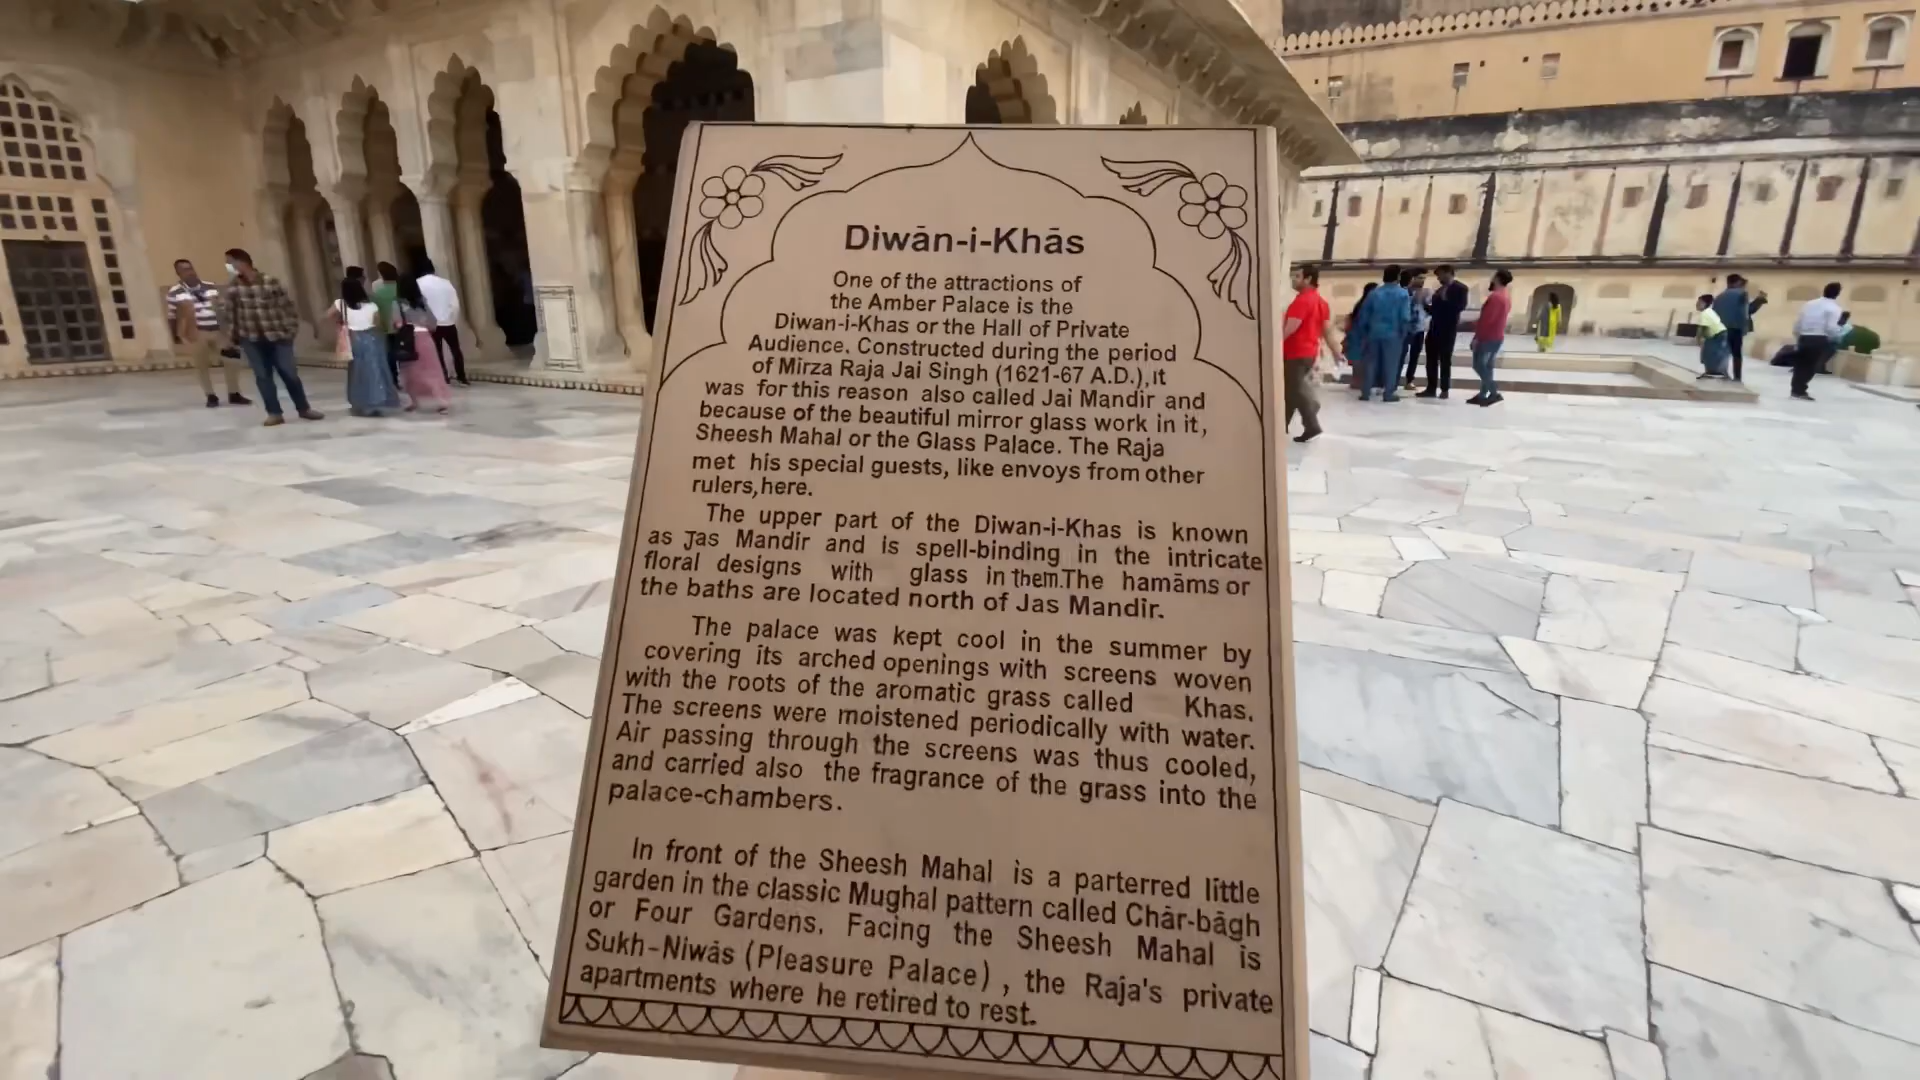 Diwān-i-Khās
One of the attractions of
the Amber Palace is the
Diwan-i-Khas or the Hall of Private
Audience. Constructed during the period
of Mirza Raja Jai Singh (1621-67 A.D.), it
was for this reason also called Jai Mandir and
because of the beautiful mirror glass work in it,
Sheesh Mahal or the Glass Palace. The Raja
met his special guests, like envoys from other
rulers, here.
The upper part of the Diwan-i-Khas is known
as Jas Mandir and is spell-binding in the intricate
floral designs with glass in them. The hamāms or
the baths are located north of Jas Mandir.
The palace was kept cool in the summer by
covering its arched openings with screens woven
with the roots of the aromatic grass called Khas.
The screens were moistened periodically with water.
Air passing through the screens was thus cooled,
and carried also the fragrance of the grass into the
palace-chambers.
In front of the Sheesh Mahal is a parterred little
garden in the classic Mughal pattern called Chār-bāgh
or Four Gardens. Facing the Sheesh Mahal is
Sukh-Niwās (Pleasure Palace), the Raja's private
apartments where he retired to rest.